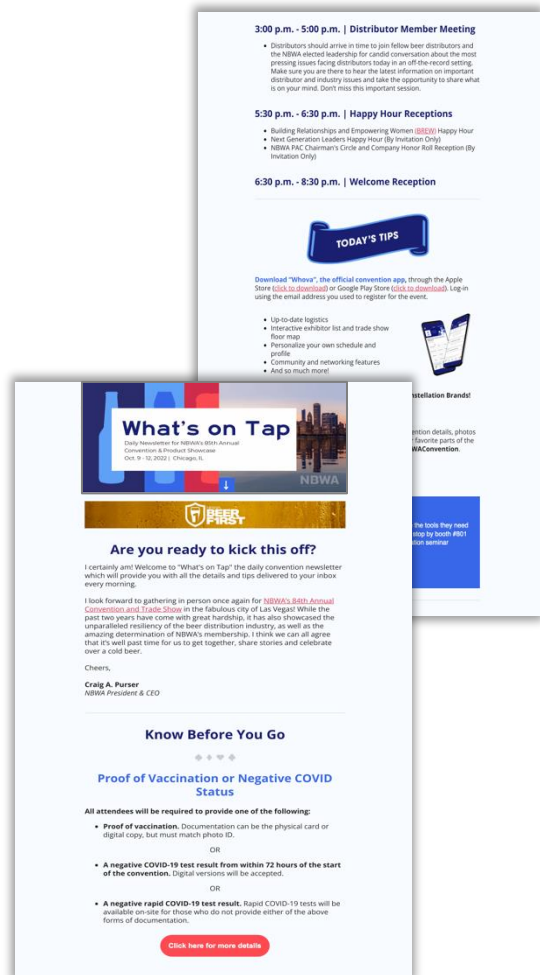 3:00 p.m. - 5:00 p.m. | Distributor Member Meeting
• Distributors should arrive in time to join fellow beer distributors and
the NBWA elected leadership for candid conversation about the most
pressing issues facing distributors today in an off-the-record setting.
Make sure you are there to hear the latest information on important
distributor and industry issues and take the opportunity to share what
is on your mind. Don't miss this important session.
5:30 p.m. - 6:30 p.m. | Happy Hour Receptions
• Building Relationships and Empowering Women (BREW) Happy Hour
• Next Generation Leaders Happy Hour (By Invitation Only)
• NBWA PAC Chairman's Circle and Company Honor Roll Reception (By
Invitation Only)
6:30 p.m. - 8:30 p.m. | Welcome Reception
TODAY'S TIPS
Download "Whova", the official convention app, through the Apple
Store (click to download) or Google Play Store (click to download). Log-in
using the email address you used to register for the event.
• Up-to-date logistics
• Interactive exhibitor list and trade show
floor map
• Personalize your own schedule and
profile
• Community and networking features
• And so much more!
nstellation Brands!
ention details, photos
r favorite parts of the
WAConvention.
the tools they need
stop by booth #801
tion seminar
What's on Tap
Daily Newsletter for NBWA's 85th Annual
Convention & Product Showcase
Oct. 9 - 12, 2022 | Chicago, IL
NBWA
BEER
FIRST
Are you ready to kick this off?
I certainly am! Welcome to "What's on Tap" the daily convention newsletter
which will provide you with all the details and tips delivered to your inbox
every morning.
I look forward to gathering in person once again for NBWA's 84th Annual
Convention and Trade Show in the fabulous city of Las Vegas! While the
past two years have come with great hardship, it has also showcased the
unparalleled resiliency of the beer distribution industry, as well as the
amazing determination of NBWA's membership. I think we can all agree
that it's well past time for us to get together, share stories and celebrate
over a cold beer.
Cheers,
Craig A. Purser
NBWA President & CEO
Know Before You Go
Proof of Vaccination or Negative COVID
Status
All attendees will be required to provide one of the following:
• Proof of vaccination. Documentation can be the physical card or
digital copy, but must match photo ID.
OR
• A negative COVID-19 test result from within 72 hours of the start
of the convention. Digital versions will be accepted.
OR
• A negative rapid COVID-19 test result. Rapid COVID-19 tests will be
available on-site for those who do not provide either of the above
forms of documentation.
Click here for more details